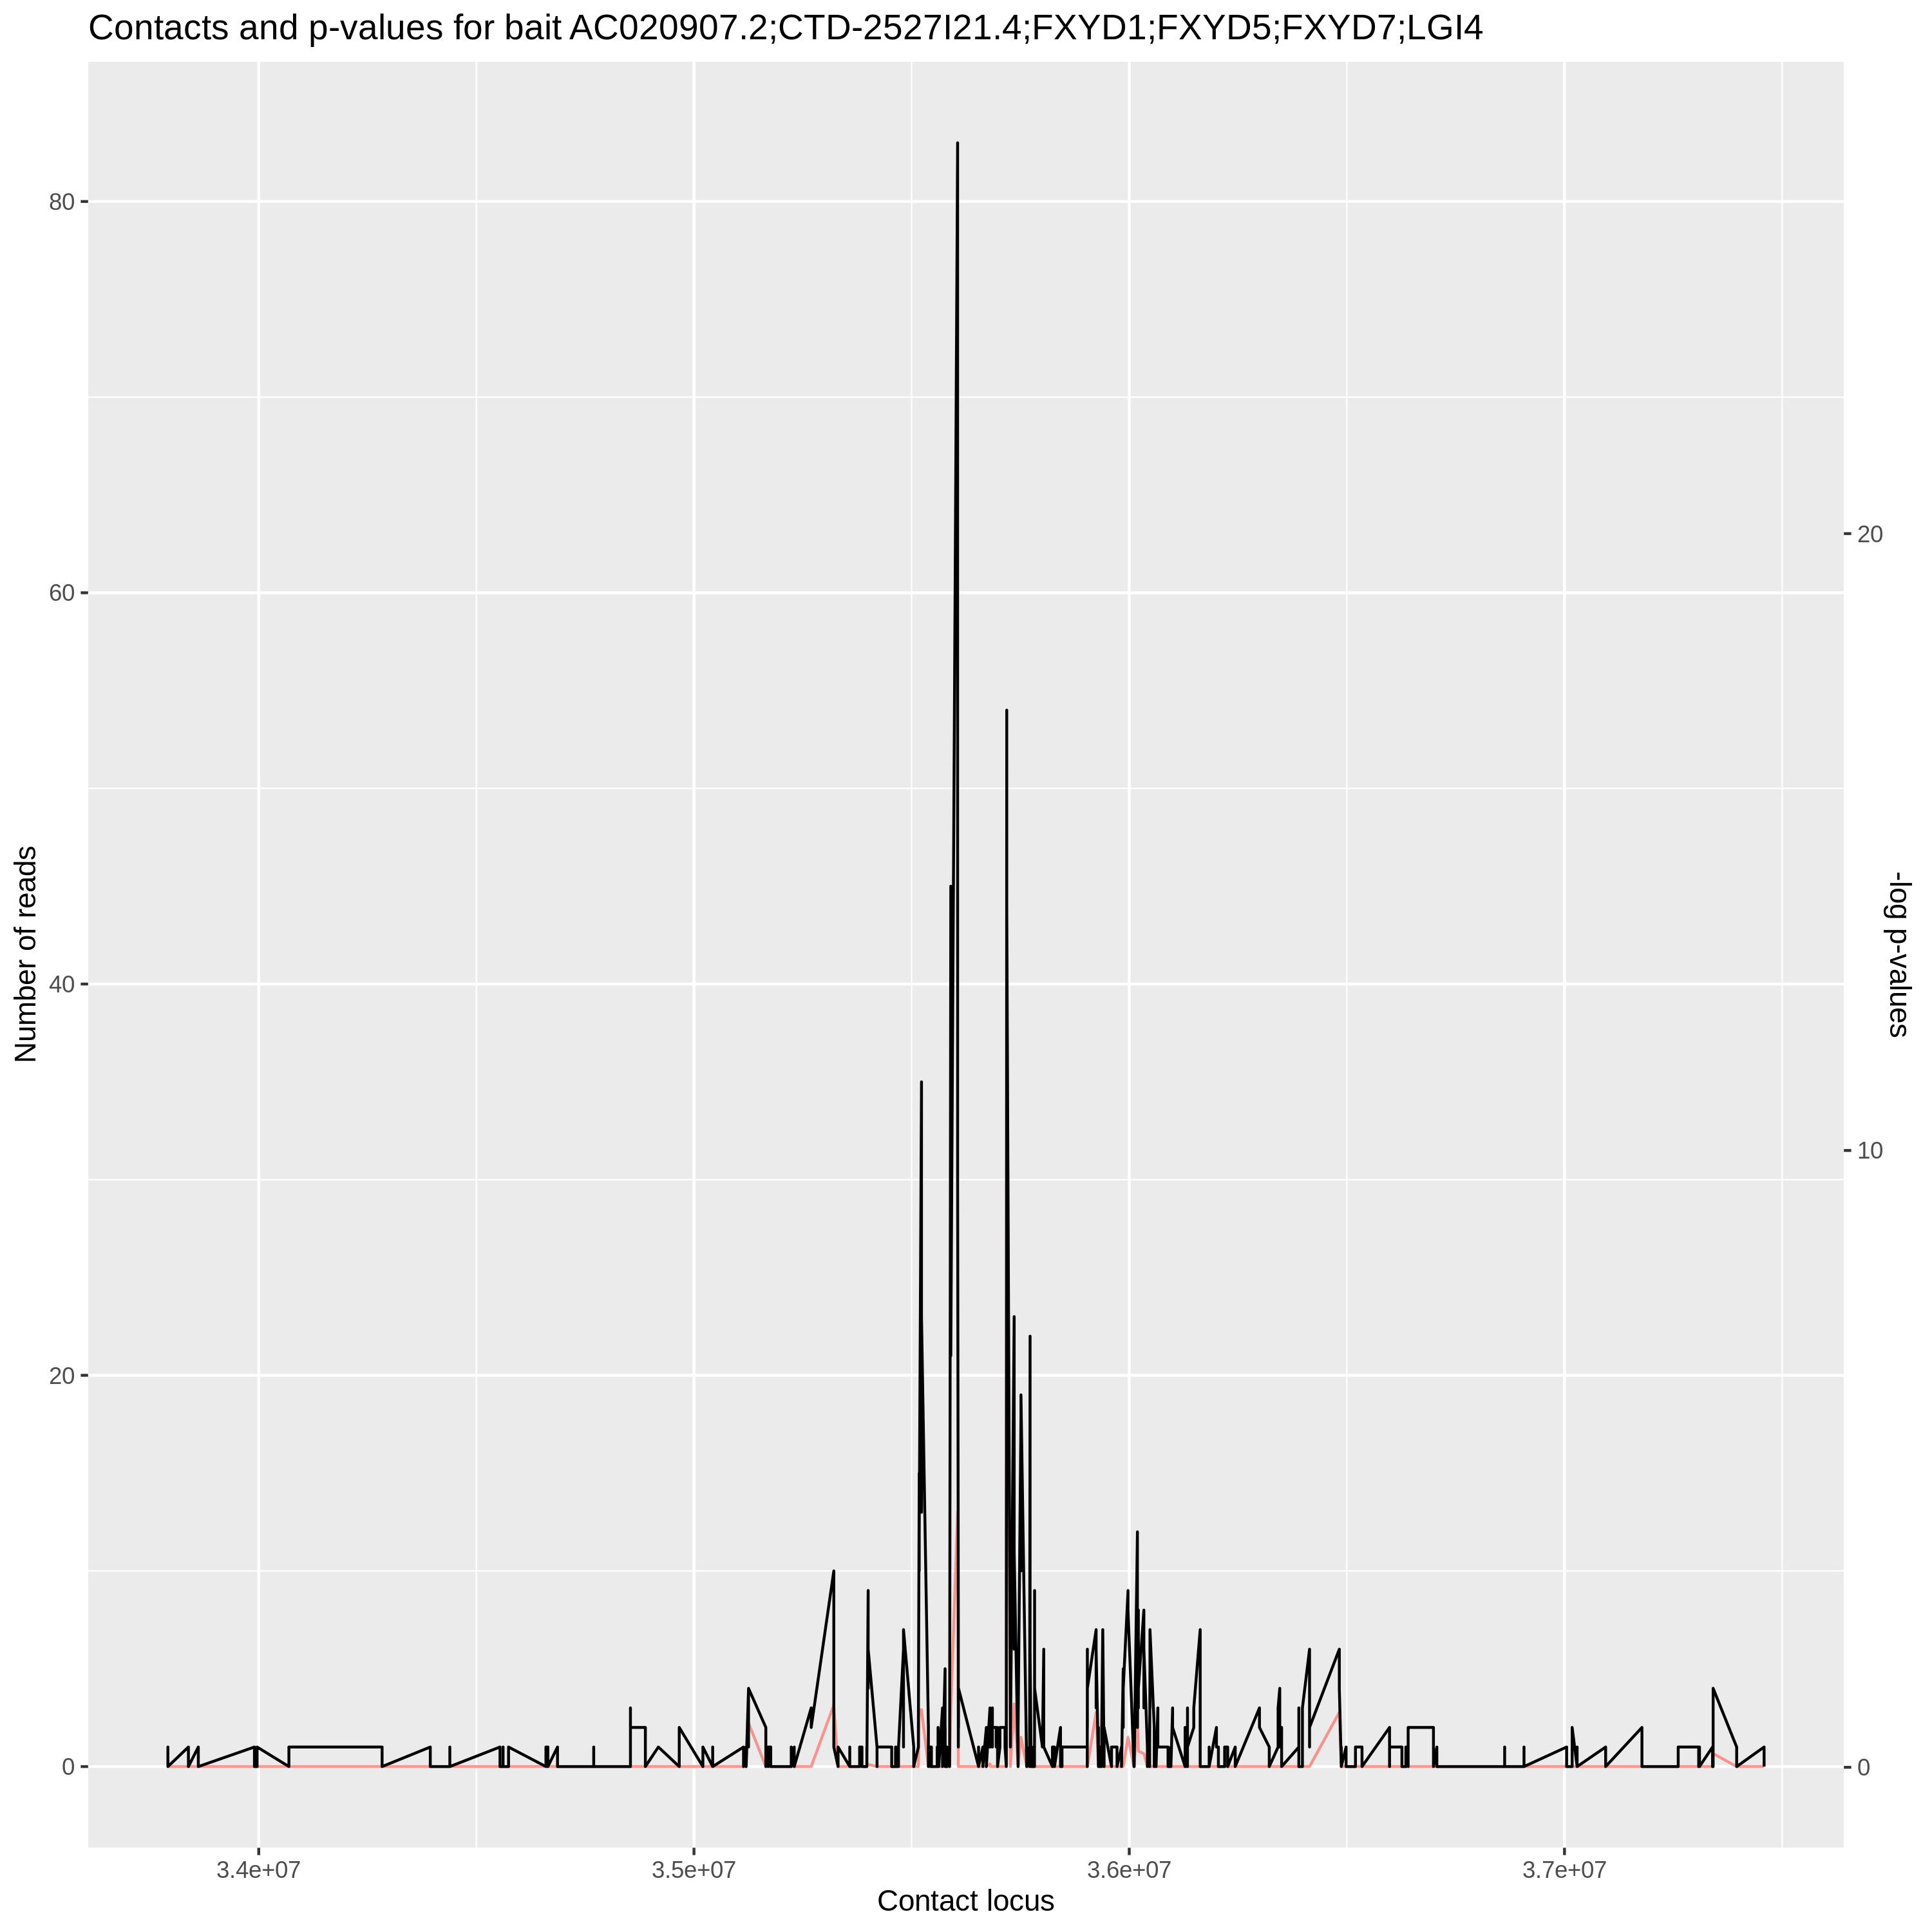 Contacts and p-values for bait AC020907.2;CTD-2527I21.4;FXYD1;FXYD5;FXYD7;LGI4
80
60
40
20
0
Number of reads
20
10
0
-log p-values
3.4e+07
3.5e+07
3.6e+07
3.7e+07
Contact locus